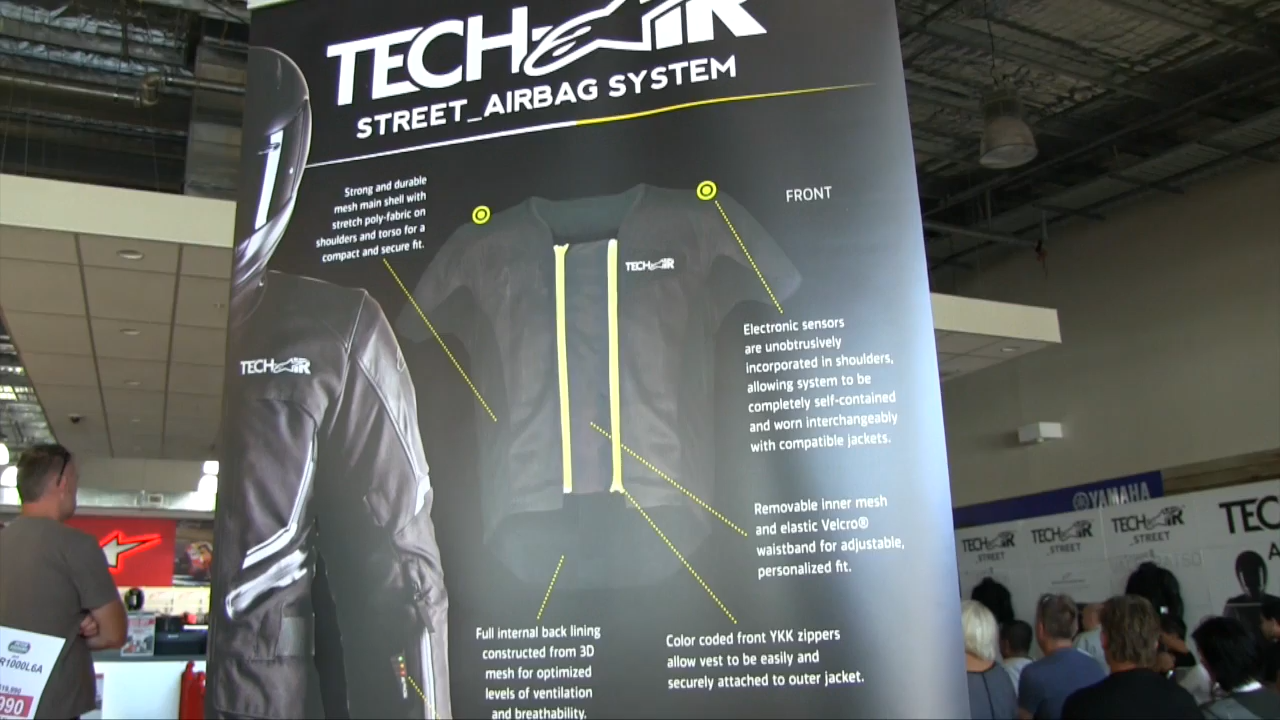 TECH-AIR
STREET_AIRBAG SYSTEM
Strong and durable
mesh main shell with
stretch poly-fabric on
shoulders and torso for a
compact and secure fit.
FRONT
TECH-AIR
Electronic sensors
are unobtrusively
incorporated in shoulders,
allowing system to be
completely self-contained
and worn interchangeably
with compatible jackets.
TECH-AIR
Removable inner mesh
and elastic Velcro®
waistband for adjustable,
personalized fit.
Full internal back lining
constructed from 3D
mesh for optimized
levels of ventilation
and breathability.
Color coded front YKK zippers
allow vest to be easily and
securely attached to outer jacket.
R1000L6A
990
YAMAHA
TECH-AIR
STREET
TECH-AIR
_STREET
TECH-AIR
_STREET
TECH